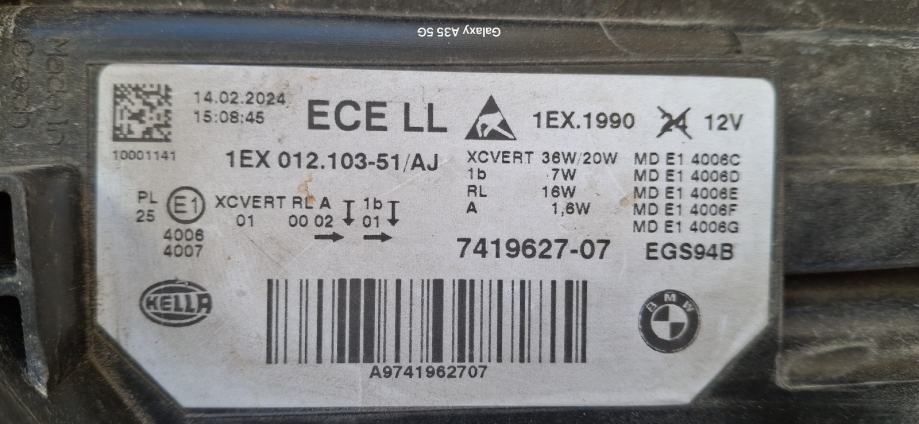 Galaxy A35 5G
Made in
Czech
14.02.2024
15:08:45
ECE LL
1EX.1990
24
12V
10001141
1EX 012.103-51/AJ
XCVERT 36W/20W MD E1 4006C
1b 7W MD E1 4006D
RL 16W MD E1 4006E
A 1,6W MD E1 4006F
MD E1 4006G
PL
25
E1
XCVERT RL A 1b
01 00 02 01
4006
4007
7419627-07
EGS94B
HELLA
BMW
A9741962707